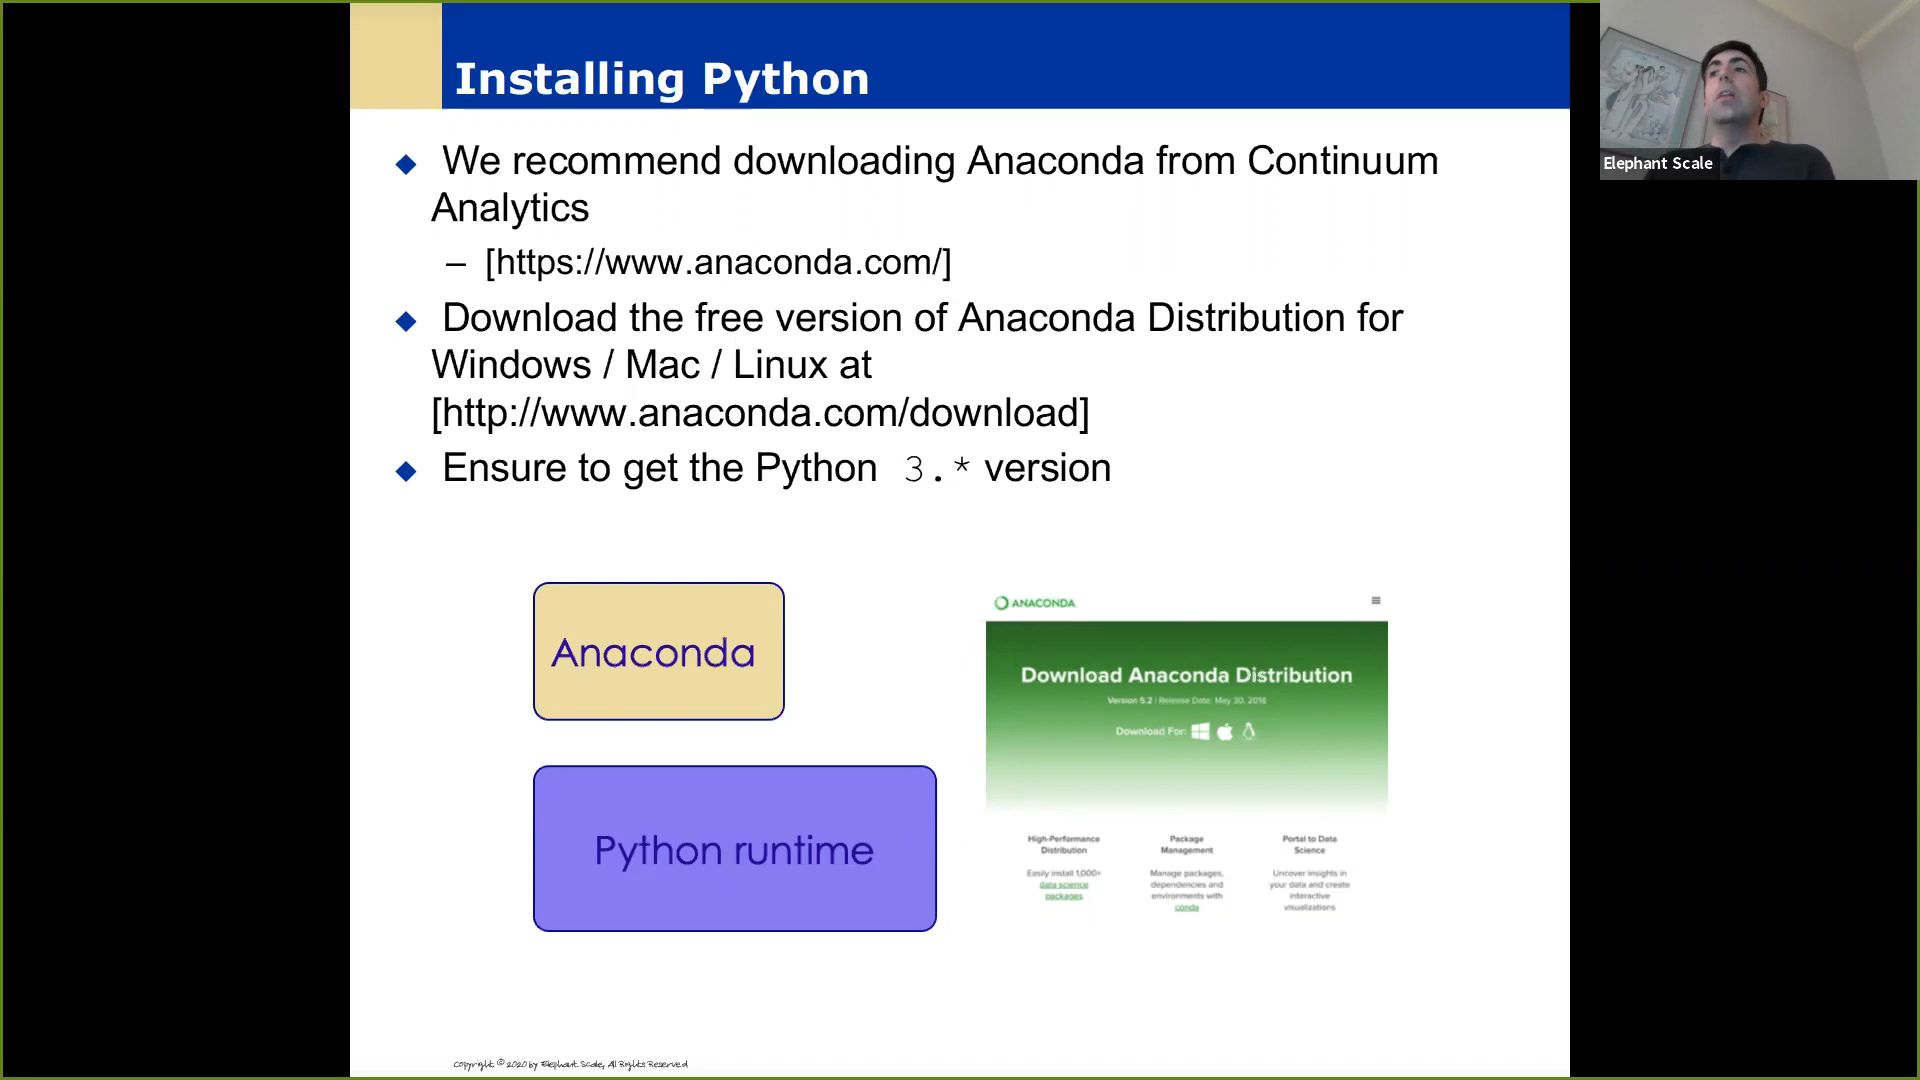 Installing Python
Elephant Scale
◆ We recommend downloading Anaconda from Continuum
Analytics
– [https://www.anaconda.com/]
◆ Download the free version of Anaconda Distribution for
Windows / Mac / Linux at
[http://www.anaconda.com/download]
◆ Ensure to get the Python 3.* version
Anaconda
Python runtime
ANACONDA
Download Anaconda Distribution
Version 5.2 | Release Date: May 30, 2018
Download For:
High-Performance
Distribution
Easily install 1,000+
data science
packages
Package
Management
Manage packages,
dependencies and
environments with
conda
Portal to Data
Science
Uncover insights in
your data and create
interactive
visualizations
Copyright © 2020 by Elephant Scale, All Rights Reserved